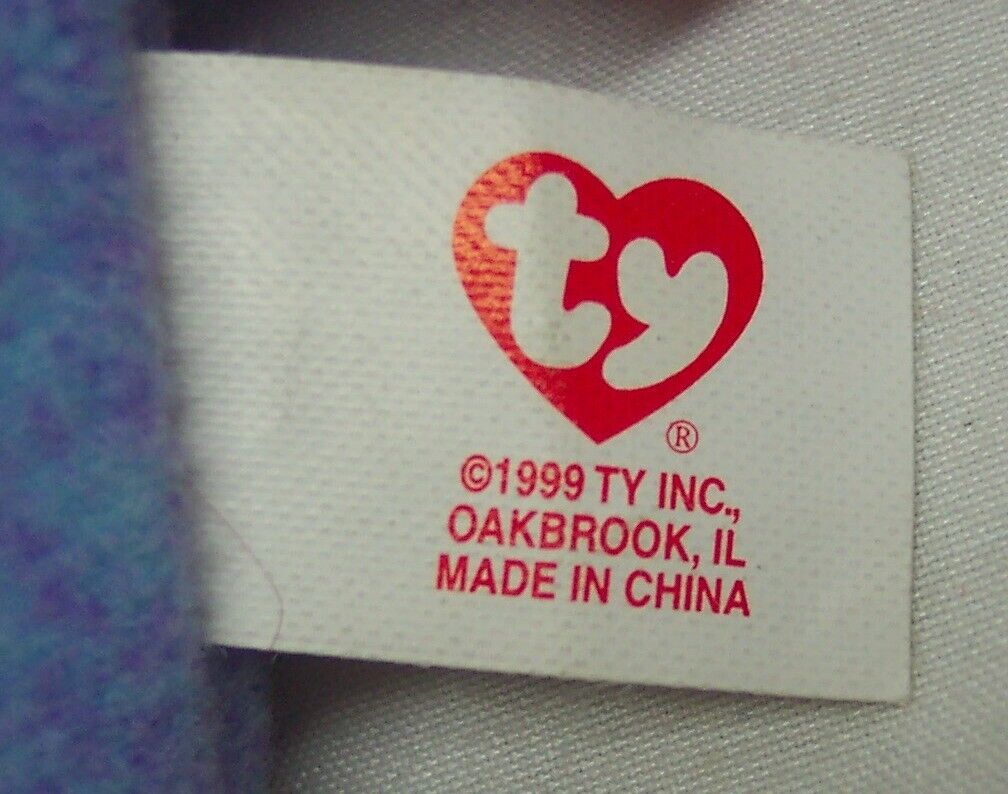 ty
®
©1999 TY INC.,
OAKBROOK, IL
MADE IN CHINA